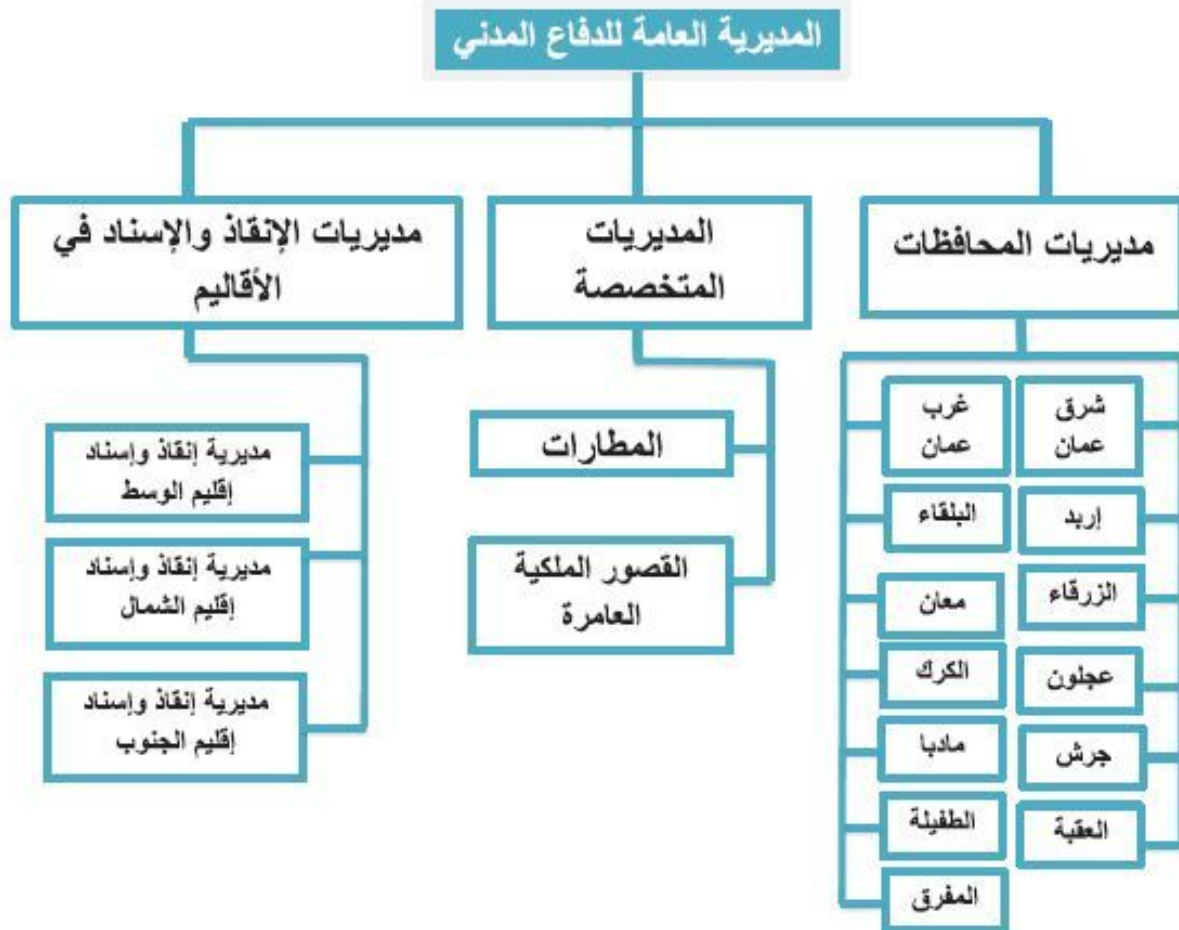 المديرية العامة للدفاع المدني
مديريات المحافظات
شرق
عمان
غرب
عمان
إربد
البلقاء
الزرقاء
معان
عجلون
الكرك
جرش
مادبا
العقبة
الطفيلة
المفرق
المديريات
المتخصصة
المطارات
القصور الملكية
العامرة
مديريات الإنقاذ والإسناد في
الأقاليم
مديرية إنقاذ وإسناد
إقليم الوسط
مديرية إنقاذ وإسناد
إقليم الشمال
مديرية إنقاذ وإسناد
إقليم الجنوب